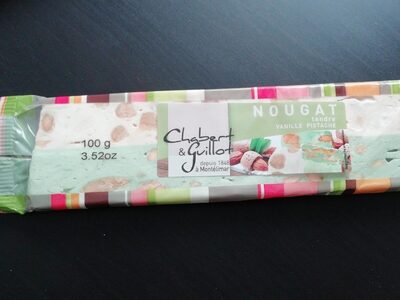 100 g
3.52oz
Chabert
& Guillot
depuis 1848
à Montélimar
NOUGAT
tendre
VANILLE PISTACHE